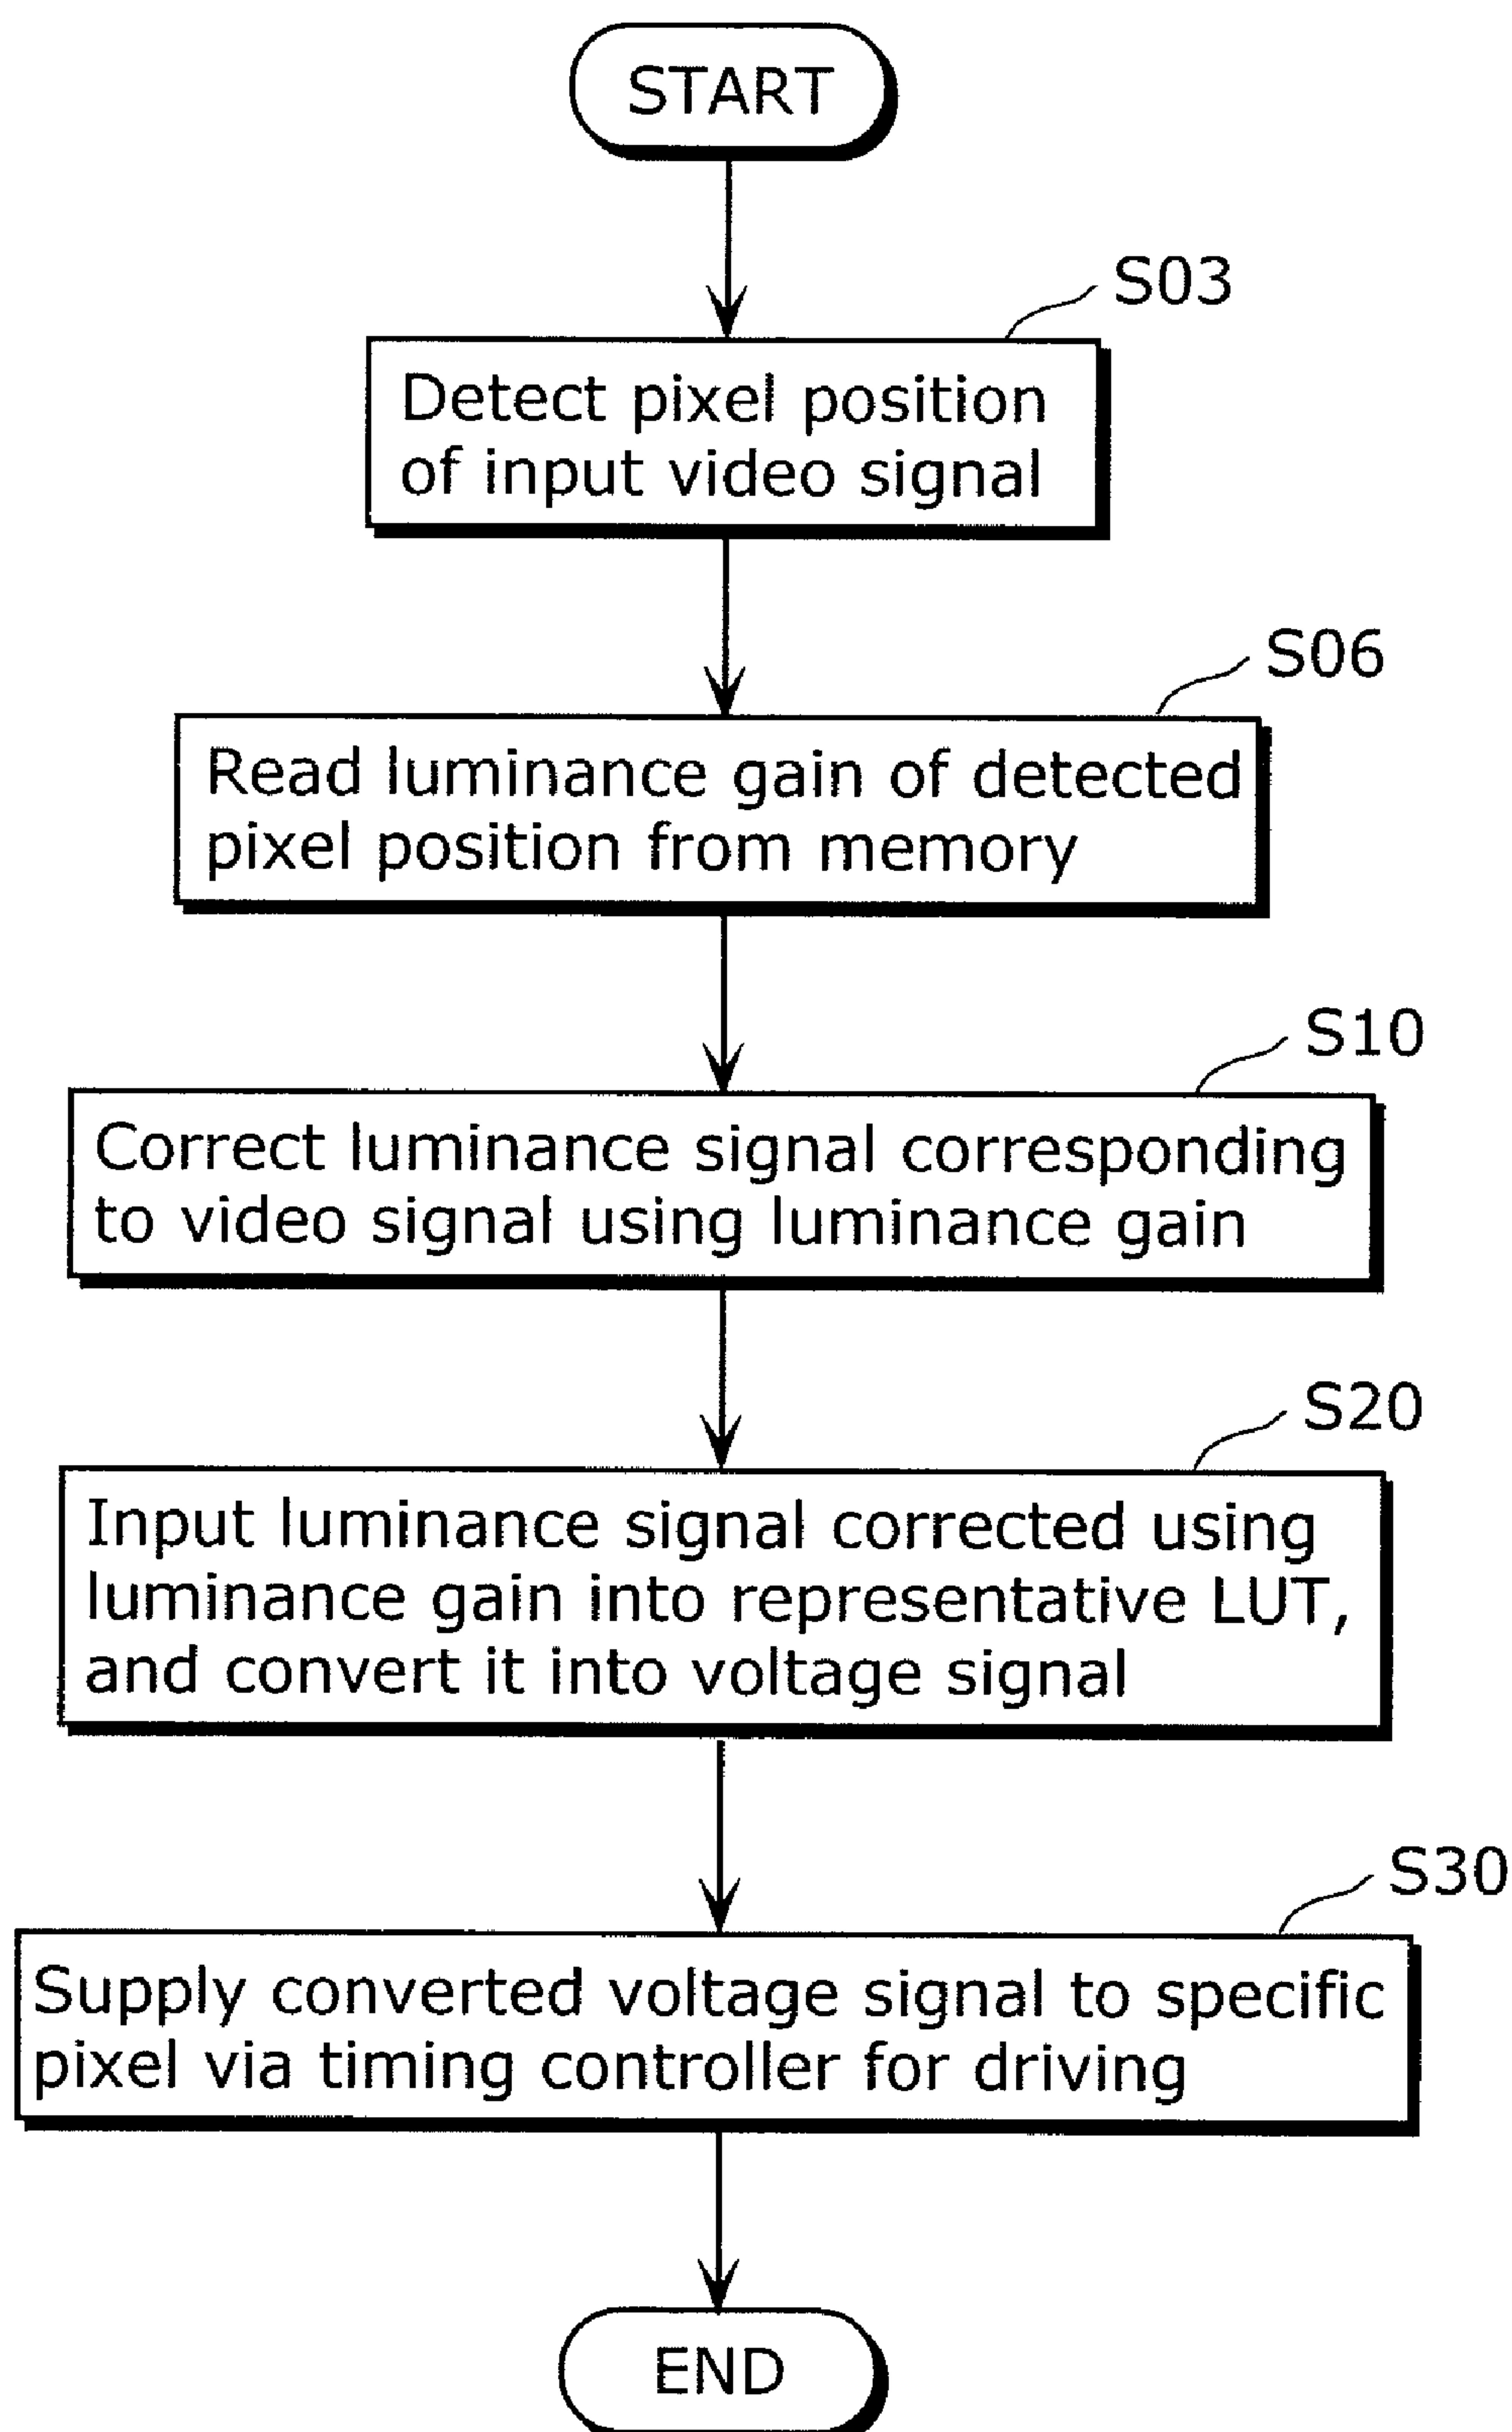 START
S03
Detect pixel position
of input video signal
S06
Read luminance gain of detected
pixel position from memory
S10
Correct luminance signal corresponding
to video signal using luminance gain
S20
Input luminance signal corrected using
luminance gain into representative LUT,
and convert it into voltage signal
S30
Supply converted voltage signal to specific
pixel via timing controller for driving
END